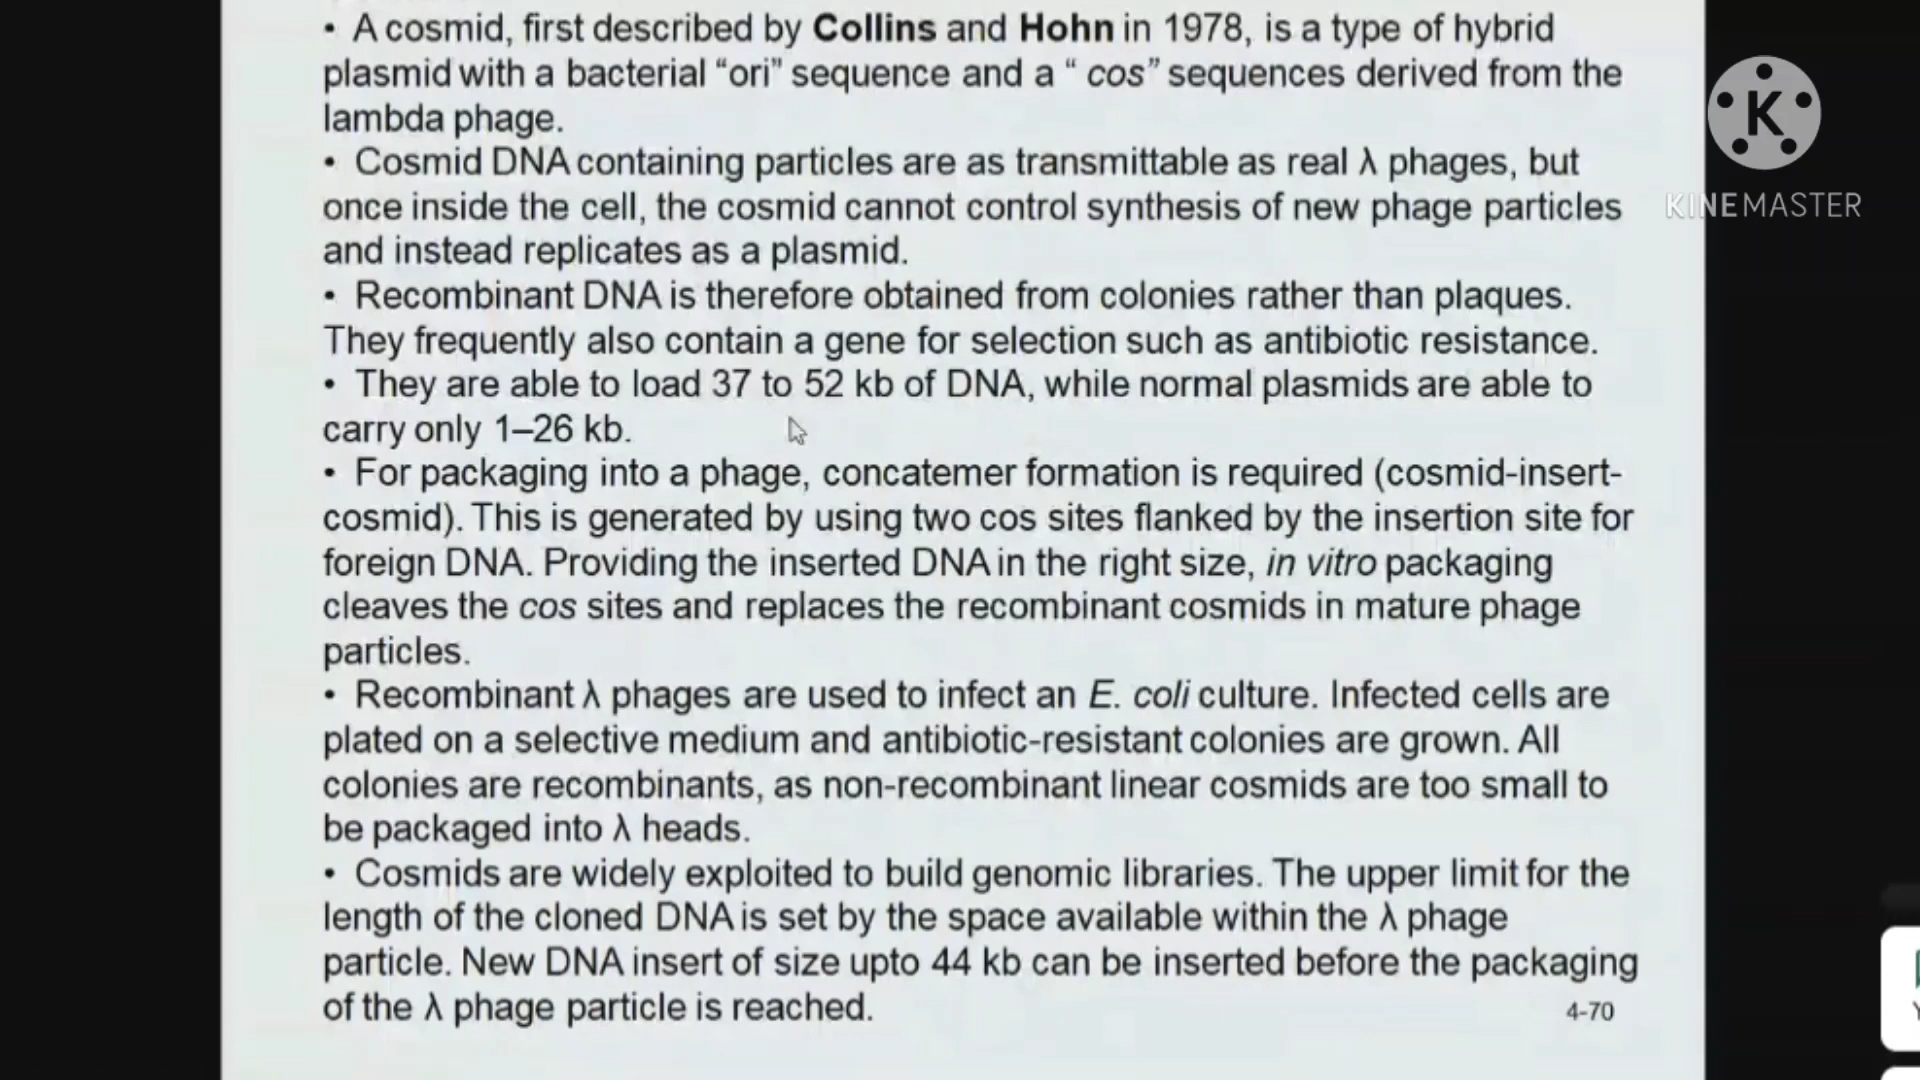 • A cosmid, first described by Collins and Hohn in 1978, is a type of hybrid
plasmid with a bacterial “ori” sequence and a “ cos” sequences derived from the
lambda phage.
• Cosmid DNA containing particles are as transmittable as real λ phages, but
once inside the cell, the cosmid cannot control synthesis of new phage particles
and instead replicates as a plasmid.
• Recombinant DNA is therefore obtained from colonies rather than plaques.
They frequently also contain a gene for selection such as antibiotic resistance.
• They are able to load 37 to 52 kb of DNA, while normal plasmids are able to
carry only 1–26 kb.
• For packaging into a phage, concatemer formation is required (cosmid-insert-
cosmid). This is generated by using two cos sites flanked by the insertion site for
foreign DNA. Providing the inserted DNA in the right size, in vitro packaging
cleaves the cos sites and replaces the recombinant cosmids in mature phage
particles.
• Recombinant λ phages are used to infect an E. coli culture. Infected cells are
plated on a selective medium and antibiotic-resistant colonies are grown. All
colonies are recombinants, as non-recombinant linear cosmids are too small to
be packaged into λ heads.
• Cosmids are widely exploited to build genomic libraries. The upper limit for the
length of the cloned DNA is set by the space available within the λ phage
particle. New DNA insert of size upto 44 kb can be inserted before the packaging
of the λ phage particle is reached.
4-70
K
KINEMASTER